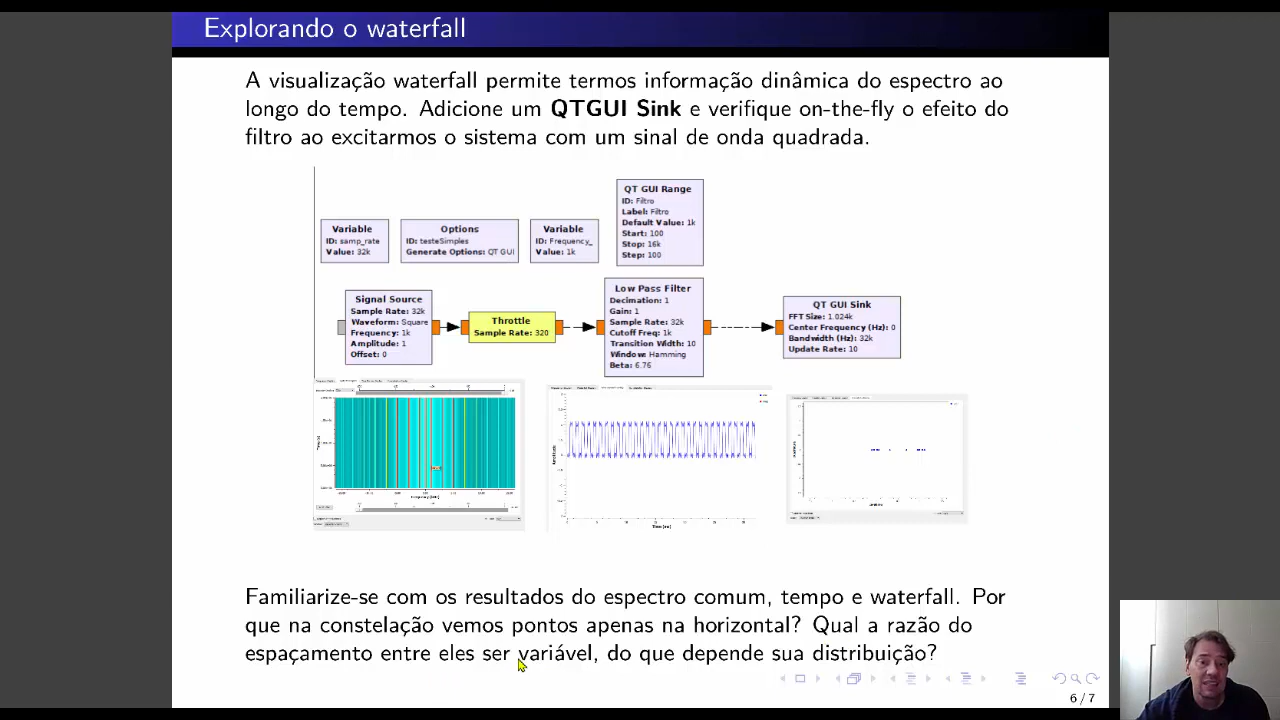 Explorando o waterfall
A visualização waterfall permite termos informação dinâmica do espectro ao
longo do tempo. Adicione um QTGUI Sink e verifique on-the-fly o efeito do
filtro ao excitarmos o sistema com um sinal de onda quadrada.
QT GUI Range
ID: Filtro
Label: Filtro
Default Value: 1k
Start: 100
Stop: 16k
Step: 100
Variable
ID: samp_rate
Value: 32k
Options
ID: testeSimples
Generate Options: QT GUI
Variable
ID: Frequency_
Value: 1k
Signal Source
Sample Rate: 32k
Waveform: Square
Frequency: 1k
Amplitude: 1
Offset: 0
Throttle
Sample Rate: 320
Low Pass Filter
Decimation: 1
Gain: 1
Sample Rate: 32k
Cutoff Freq: 1k
Transition Width: 10
Window: Hamming
Beta: 6.76
QT GUI Sink
FFT Size: 1.024k
Center Frequency (Hz): 0
Bandwidth (Hz): 32k
Update Rate: 10
Familiarize-se com os resultados do espectro comum, tempo e waterfall. Por
que na constelação vemos pontos apenas na horizontal? Qual a razão do
espaçamento entre eles ser variável, do que depende sua distribuição?
6 / 7